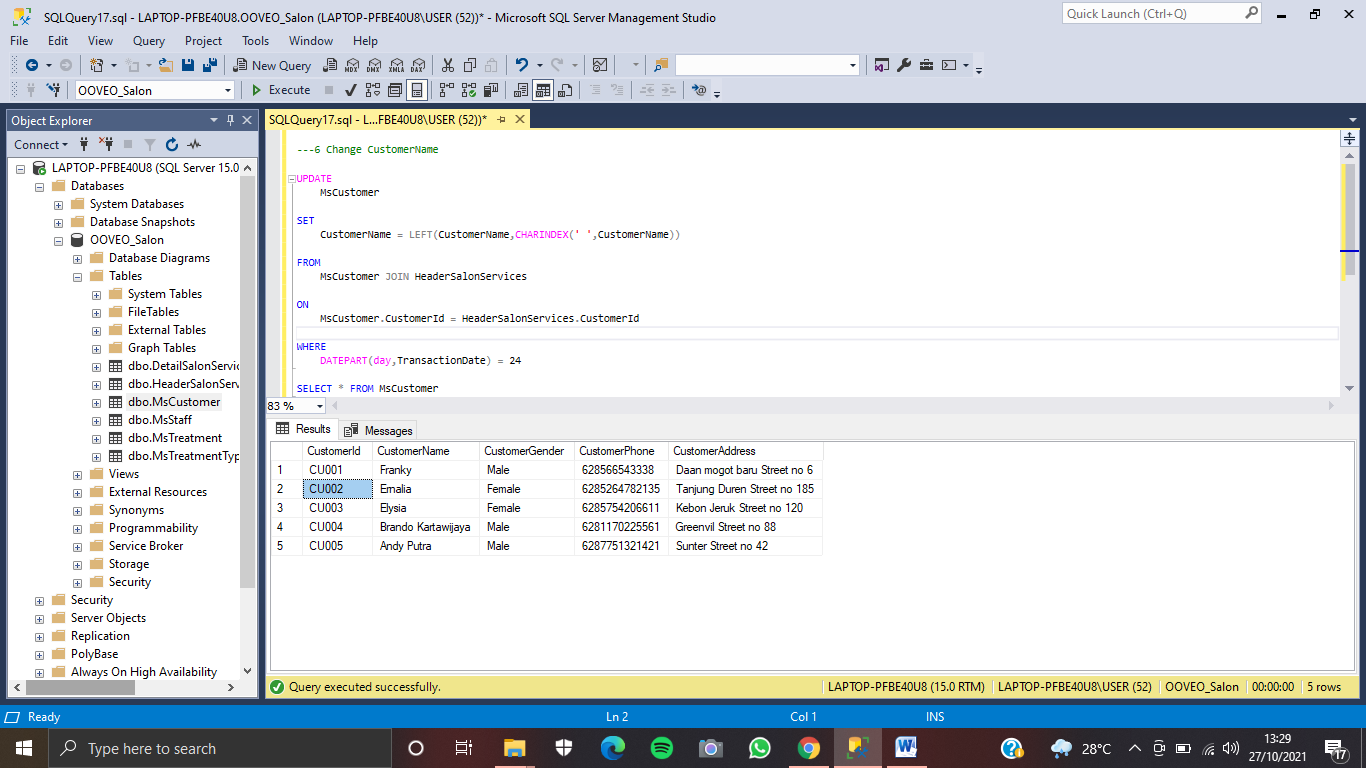 SQLQuery17.sql - LAPTOP-PFBE40U8.OOVEO_Salon (LAPTOP-PFBE40U8\USER (52))* - Microsoft SQL Server Management Studio
Quick Launch (Ctrl+Q)
File Edit View Query Project Tools Window Help
New Query MDX DMX XMLA DAX
OOVEO_Salon Execute
Object Explorer
Connect
LAPTOP-PFBE40U8 (SQL Server 15.0
Databases
System Databases
Database Snapshots
OOVEO_Salon
Database Diagrams
Tables
System Tables
FileTables
External Tables
Graph Tables
dbo.DetailSalonServic
dbo.HeaderSalonServ
dbo.MsCustomer
dbo.MsStaff
dbo.MsTreatment
dbo.MsTreatmentTyp
Views
External Resources
Synonyms
Programmability
Service Broker
Storage
Security
Security
Server Objects
Replication
PolyBase
Always On High Availability
SQLQuery17.sql - L...FBE40U8\USER (52))*
---6 Change CustomerName
UPDATE
MsCustomer
SET
CustomerName = LEFT(CustomerName,CHARINDEX(' ',CustomerName))
FROM
MsCustomer JOIN HeaderSalonServices
ON
MsCustomer.CustomerId = HeaderSalonServices.CustomerId
WHERE
DATEPART(day,TransactionDate) = 24
SELECT * FROM MsCustomer
83 %
Results Messages
CustomerId CustomerName CustomerGender CustomerPhone CustomerAddress
1 CU001 Franky Male 628566543338 Daan mogot baru Street no 6
2 CU002 Emalia Female 6285264782135 Tanjung Duren Street no 185
3 CU003 Elysia Female 6285754206611 Kebon Jeruk Street no 120
4 CU004 Brando Kartawijaya Male 6281170225561 Greenvil Street no 88
5 CU005 Andy Putra Male 6287751321421 Sunter Street no 42
Query executed successfully. LAPTOP-PFBE40U8 (15.0 RTM) LAPTOP-PFBE40U8\USER (52) OOVEO_Salon 00:00:00 5 rows
Ready Ln 2 Col 1 INS
Type here to search
28°C
13:29
27/10/2021
17